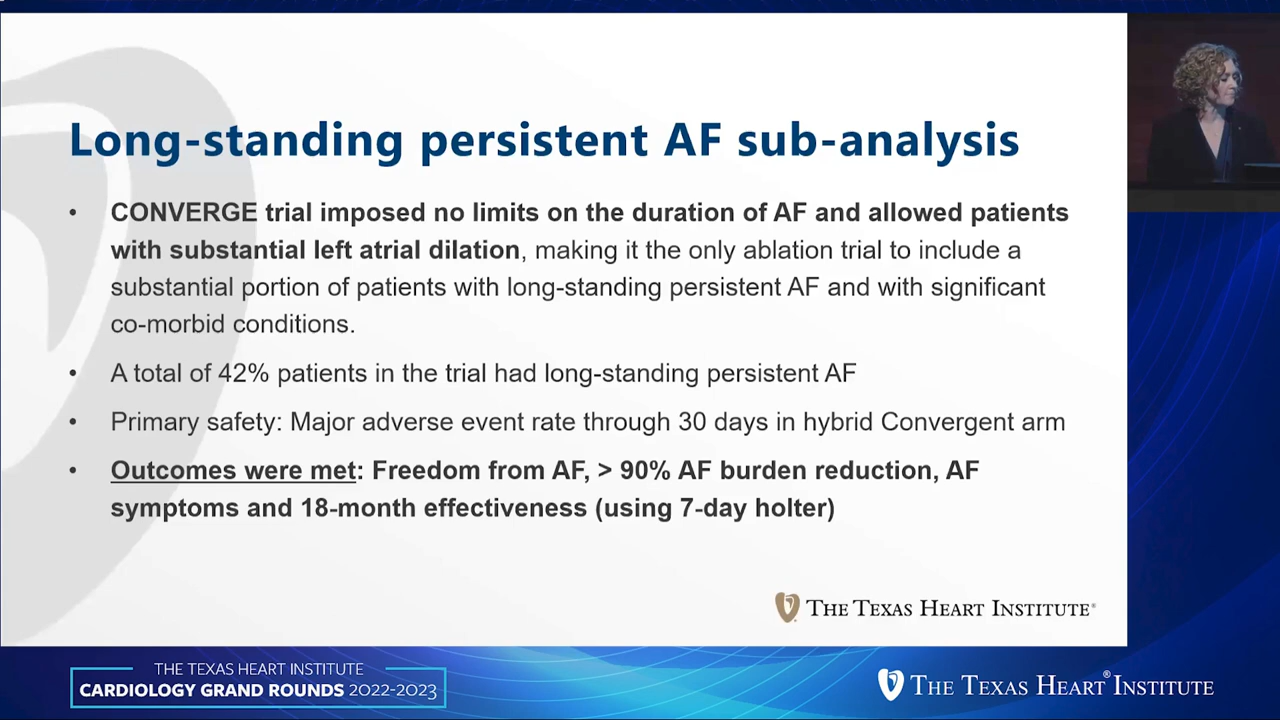 Long-standing persistent AF sub-analysis
• CONVERGE trial imposed no limits on the duration of AF and allowed patients
with substantial left atrial dilation, making it the only ablation trial to include a
substantial portion of patients with long-standing persistent AF and with significant
co-morbid conditions.
• A total of 42% patients in the trial had long-standing persistent AF
• Primary safety: Major adverse event rate through 30 days in hybrid Convergent arm
• Outcomes were met: Freedom from AF, > 90% AF burden reduction, AF
symptoms and 18-month effectiveness (using 7-day holter)
THE TEXAS HEART INSTITUTE®
THE TEXAS HEART INSTITUTE
CARDIOLOGY GRAND ROUNDS 2022-2023
THE TEXAS HEART® INSTITUTE